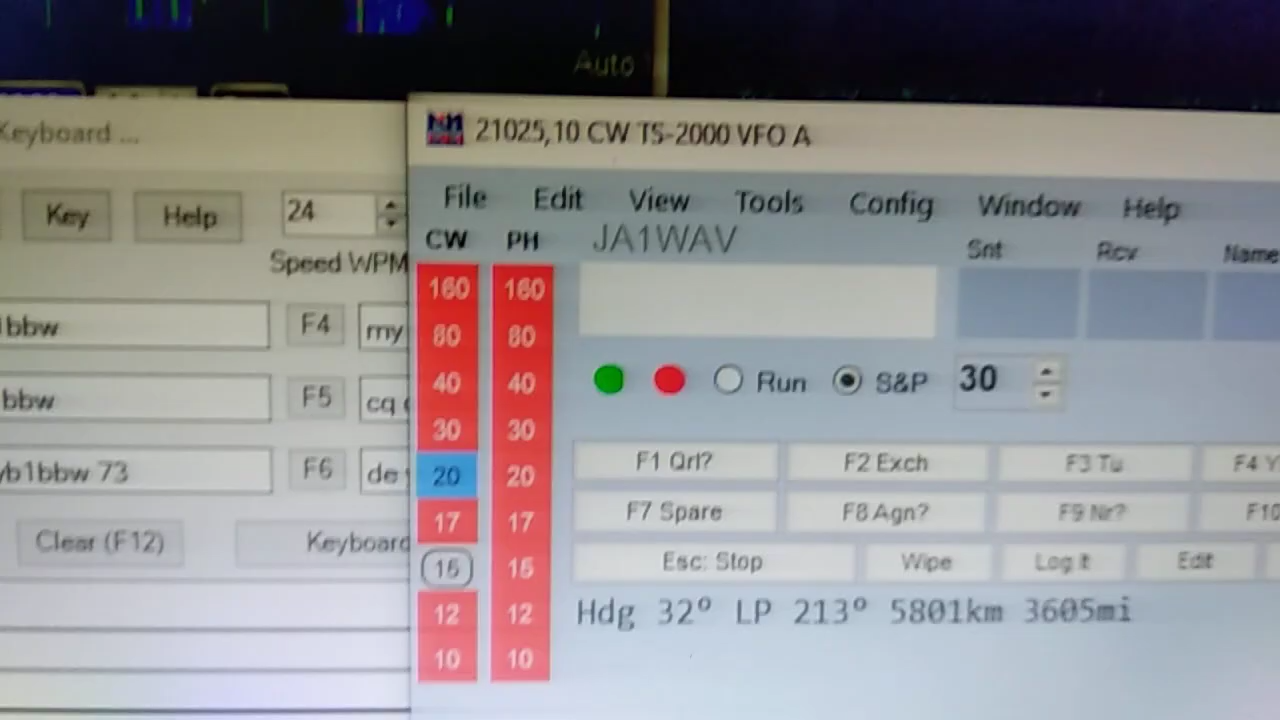 Auto
Keyboard ...
Key Help 24
Speed WPM
bbw F4 my
bbw F5 cq
yb1bbw 73 F6 de
Clear (F12) Keyboard
21025,10 CW TS-2000 VFO A
File Edit View Tools Config Window Help
CW PH JA1WAV Snt Rcv Name
160 160
80 80
40 40
30 30
20 20
17 17
15 15
12 12
10 10
Run S&P 30
F1 Qrl? F2 Exch F3 Tu F4 Y
F7 Spare F8 Agn? F9 Nr? F10
Esc: Stop Wipe Log It Edit
Hdg 32° LP 213° 5801km 3605mi